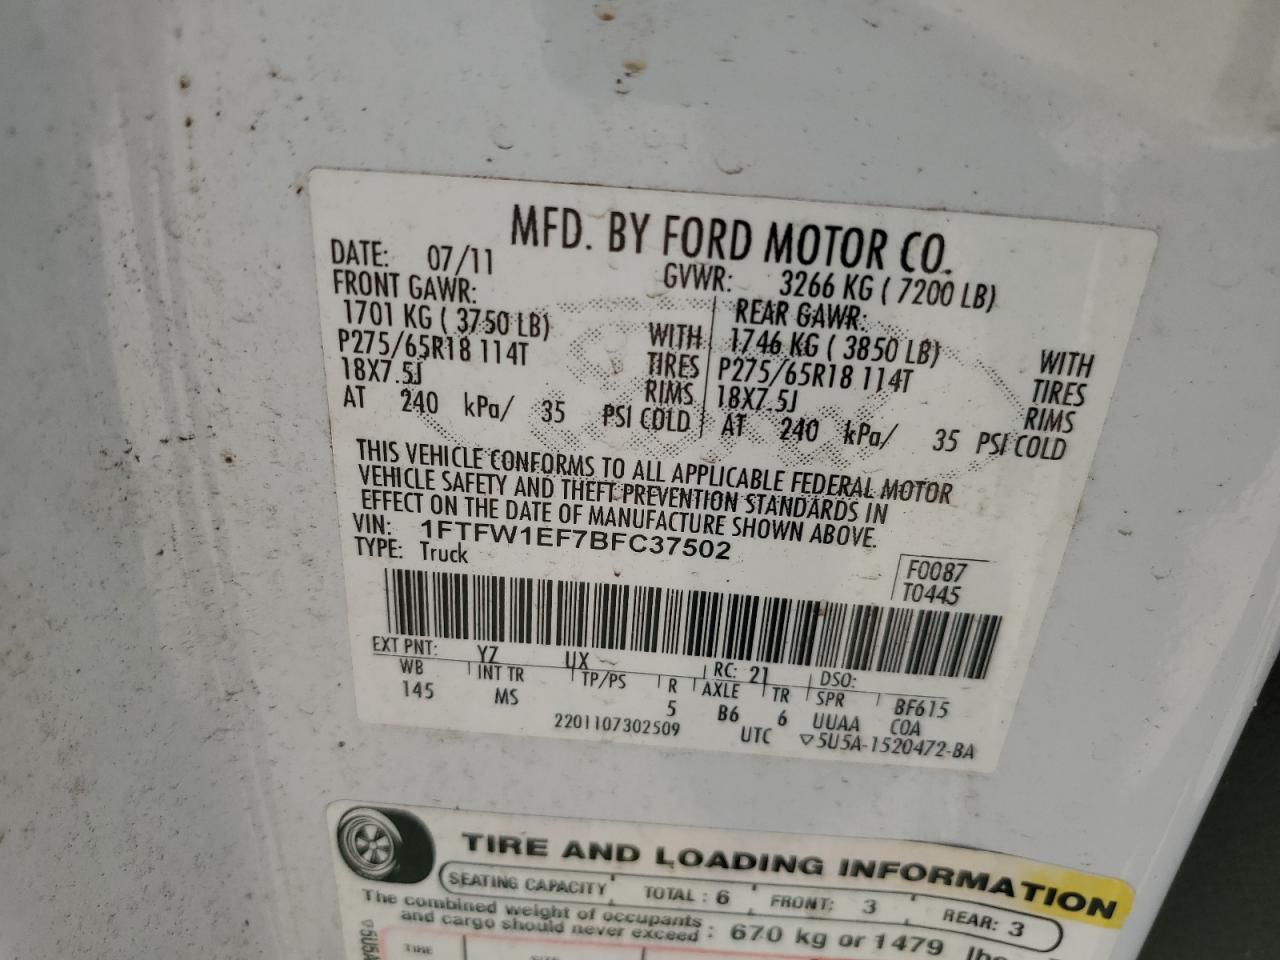 MFD. BY FORD MOTOR CO.
DATE: 07/11 GVWR: 3266 KG ( 7200 LB)
FRONT GAWR: REAR GAWR:
1701 KG ( 3750 LB) WITH 1746 KG ( 3850 LB) WITH
P275/65R18 114T TIRES P275/65R18 114T TIRES
18X7.5J RIMS 18X7.5J RIMS
AT 240 kPa/ 35 PSI COLD AT 240 kPa/ 35 PSI COLD
THIS VEHICLE CONFORMS TO ALL APPLICABLE FEDERAL MOTOR
VEHICLE SAFETY AND THEFT PREVENTION STANDARDS IN
EFFECT ON THE DATE OF MANUFACTURE SHOWN ABOVE.
VIN: 1FTFW1EF7BFC37502
TYPE: Truck
F0087
T0445
EXT PNT: YZ UX RC: 21 DSO:
WB INT TR TP/PS R AXLE TR SPR BF615
145 MS 5 B6 6 UUAA COA
2201107302509 UTC ▽5U5A-1520472-BA
TIRE AND LOADING INFORMATION
SEATING CAPACITY TOTAL : 6 FRONT: 3 REAR: 3
The combined weight of occupants
and cargo should never exceed : 670 kg or 1479 lbs
▽5U5A
TIRE SIZE